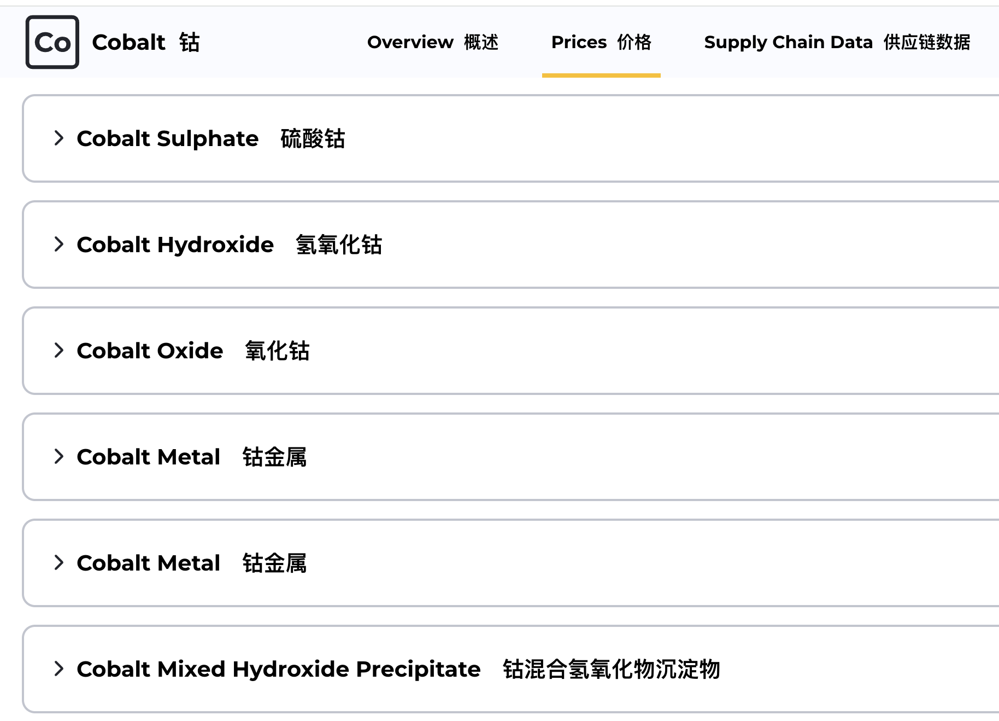 Co Cobalt 钴 Overview 概述 Prices 价格 Supply Chain Data 供应链数据
Cobalt Sulphate 硫酸钴
Cobalt Hydroxide 氢氧化钴
Cobalt Oxide 氧化钴
Cobalt Metal 钴金属
Cobalt Metal 钴金属
Cobalt Mixed Hydroxide Precipitate 钴混合氢氧化物沉淀物